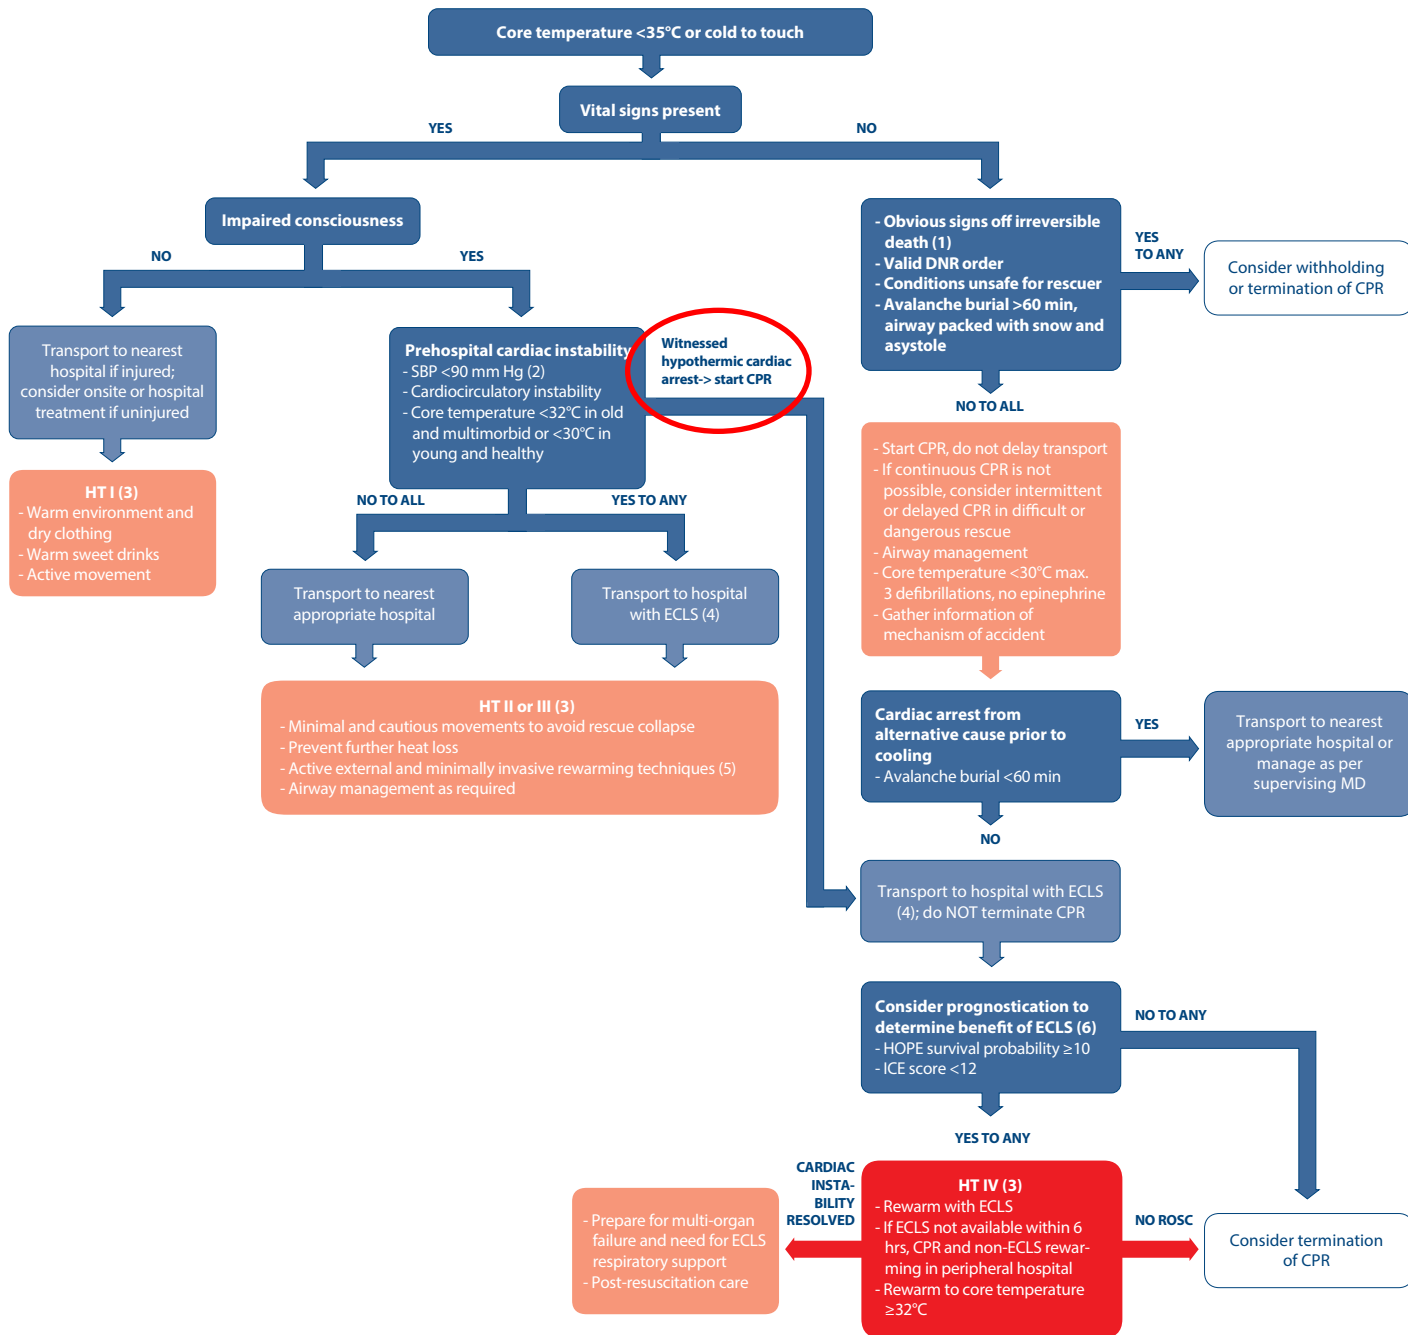 Core temperature <35°C or cold to touch
Vital signs present
YES
NO
Impaired consciousness
NO
YES
- Obvious signs off irreversible
death (1)
- Valid DNR order
- Conditions unsafe for rescuer
- Avalanche burial >60 min,
airway packed with snow and
asystole
YES
TO ANY
Consider withholding
or termination of CPR
Transport to nearest
hospital if injured;
consider onsite or hospital
treatment if uninjured
Prehospital cardiac instability
- SBP <90 mm Hg (2)
- Cardiocirculatory instability
- Core temperature <32°C in old
and multimorbid or <30°C in
young and healthy
Witnessed
hypothermic cardiac
arrest-> start CPR
NO TO ALL
- Start CPR, do not delay transport
- If continuous CPR is not
possible, consider intermittent
or delayed CPR in difficult or
dangerous rescue
- Airway management
- Core temperature <30°C max.
3 defibrillations, no epinephrine
- Gather information of
mechanism of accident
HT I (3)
- Warm environment and
dry clothing
- Warm sweet drinks
- Active movement
NO TO ALL
YES TO ANY
Transport to nearest
appropriate hospital
Transport to hospital
with ECLS (4)
HT II or III (3)
- Minimal and cautious movements to avoid rescue collapse
- Prevent further heat loss
- Active external and minimally invasive rewarming techniques (5)
- Airway management as required
Cardiac arrest from
alternative cause prior to
cooling
- Avalanche burial <60 min
YES
Transport to nearest
appropriate hospital or
manage as per
supervising MD
NO
Transport to hospital with ECLS
(4); do NOT terminate CPR
Consider prognostication to
determine benefit of ECLS (6)
- HOPE survival probability ≥10
- ICE score <12
NO TO ANY
YES TO ANY
CARDIAC
INSTA-
BILITY
RESOLVED
HT IV (3)
- Rewarm with ECLS
- If ECLS not available within 6
hrs, CPR and non-ECLS rewar-
ming in peripheral hospital
- Rewarm to core temperature
≥32°C
NO ROSC
- Prepare for multi-organ
failure and need for ECLS
respiratory support
- Post-resuscitation care
Consider termination
of CPR